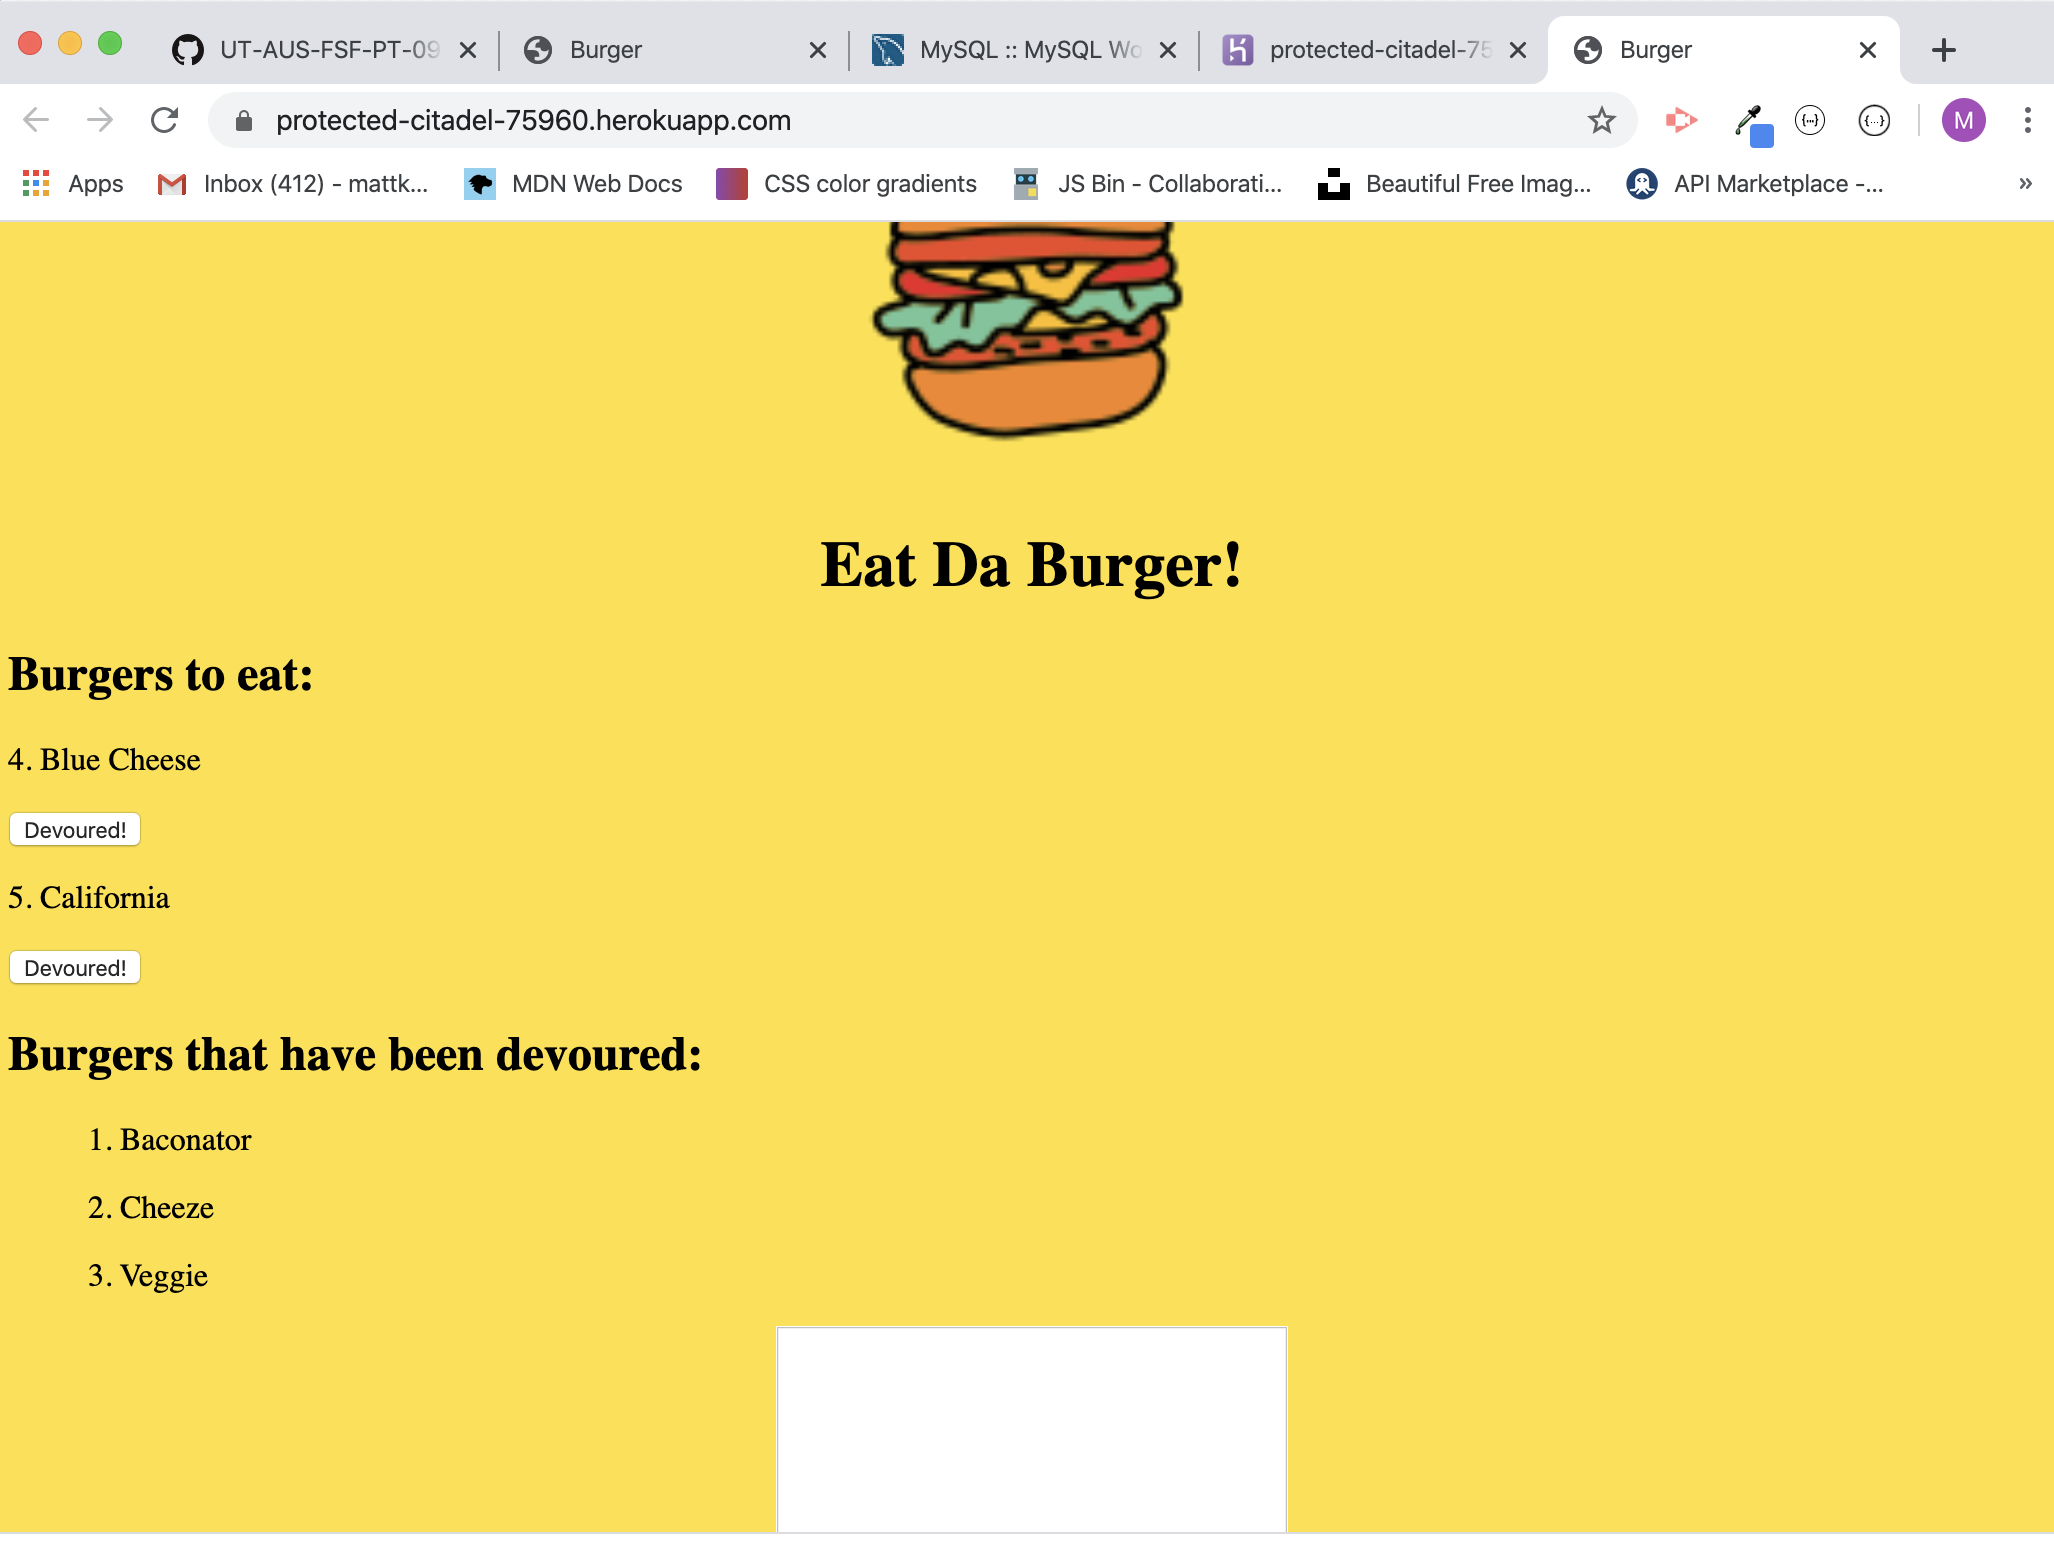 UT-AUS-FSF-PT-09
Burger
MySQL :: MySQL Wo
protected-citadel-75
Burger
protected-citadel-75960.herokuapp.com
M
Apps
Inbox (412) - mattk...
MDN Web Docs
CSS color gradients
JS Bin - Collaborati...
Beautiful Free Imag...
API Marketplace -...
»
Eat Da Burger!
Burgers to eat:
4. Blue Cheese
Devoured!
5. California
Devoured!
Burgers that have been devoured:
1. Baconator
2. Cheeze
3. Veggie